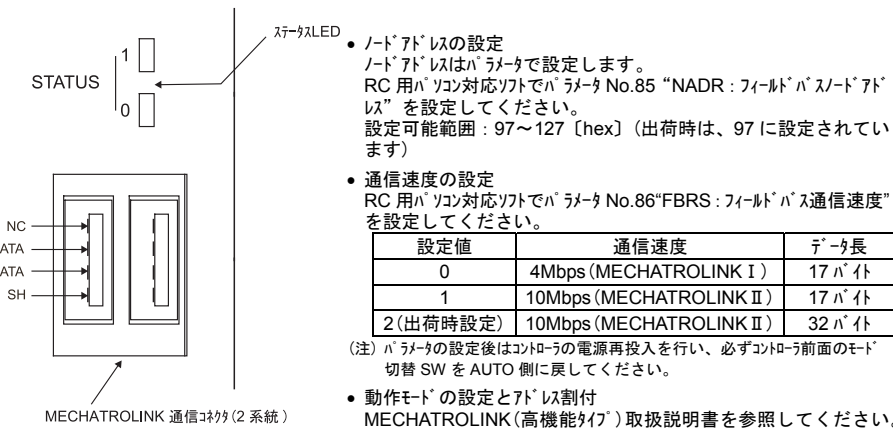 ｽﾃｰﾀｽLED
STATUS
1
0
NC
ATA
ATA
SH
MECHATROLINK 通信ｺﾈｸﾀ(2 系統)
• ﾉｰﾄﾞｱﾄﾞﾚｽの設定
ﾉｰﾄﾞｱﾄﾞﾚｽはﾊﾟﾗﾒｰﾀで設定します。
RC 用ﾊﾟｿｺﾝ対応ｿﾌﾄでﾊﾟﾗﾒｰﾀ No.85 “NADR：ﾌｨｰﾙﾄﾞﾊﾞｽﾉｰﾄﾞｱﾄﾞ
ﾚｽ” を設定してください。
設定可能範囲：97～127〔hex〕（出荷時は、97 に設定されてい
ます）
• 通信速度の設定
RC 用ﾊﾟｿｺﾝ対応ｿﾌﾄでﾊﾟﾗﾒｰﾀ No.86“FBRS：ﾌｨｰﾙﾄﾞﾊﾞｽ通信速度”
を設定してください。
設定値 通信速度 ﾃﾞｰﾀ長
0 4Mbps(MECHATROLINKⅠ) 17 ﾊﾞｲﾄ
1 10Mbps(MECHATROLINKⅡ) 17 ﾊﾞｲﾄ
2(出荷時設定) 10Mbps(MECHATROLINKⅡ) 32 ﾊﾞｲﾄ
(注) ﾊﾟﾗﾒｰﾀの設定後はｺﾝﾄﾛｰﾗの電源再投入を行い、必ずｺﾝﾄﾛｰﾗ前面のﾓｰﾄﾞ
切替 SW を AUTO 側に戻してください。
• 動作ﾓｰﾄﾞの設定とｱﾄﾞﾚｽ割付
MECHATROLINK(高機能ﾀｲﾌﾟ)取扱説明書を参照してください。